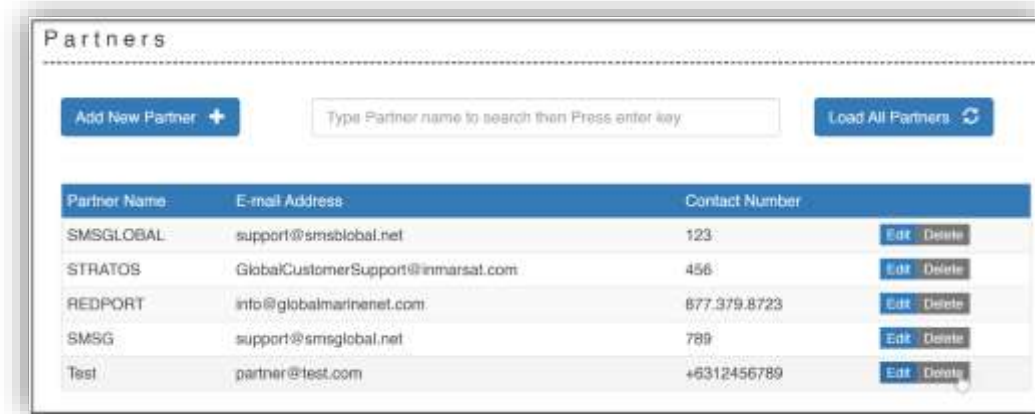 Partners
Add New Partner
Type Partner name to search then Press enter key
Load All Partners
Partner Name E-mail Address Contact Number
SMSGLOBAL support@smsblobal.net 123 Edit Delete
STRATOS GlobalCustomerSupport@inmarsat.com 456 Edit Delete
REDPORT info@globalmarinenet.com 877.379.8723 Edit Delete
SMSG support@smsglobal.net 789 Edit Delete
Test partner@test.com +6312456789 Edit Delete